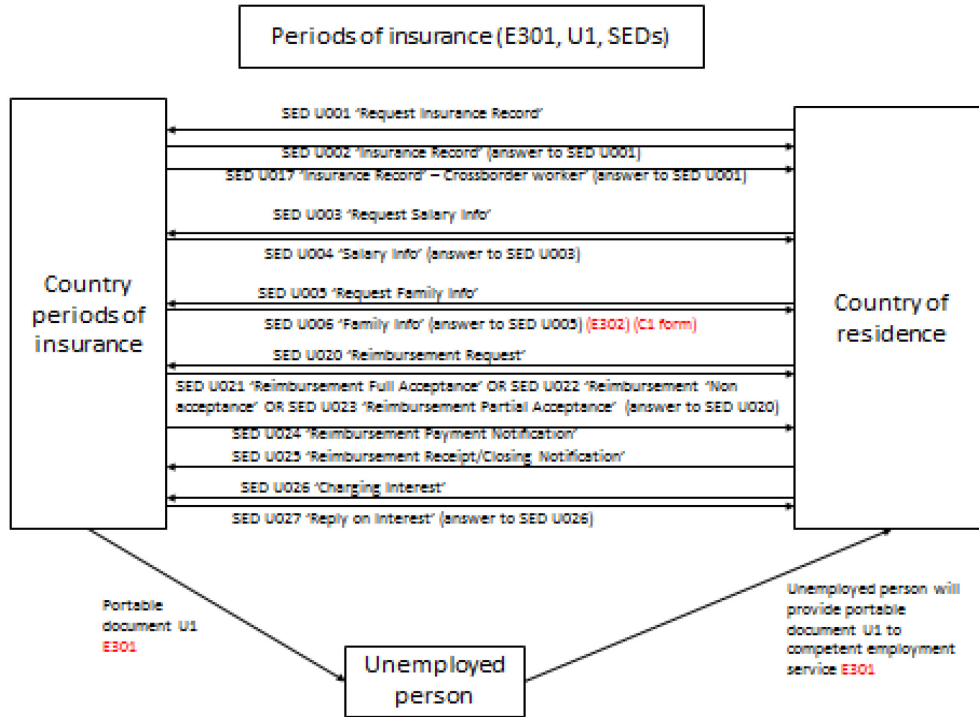 Periods of insurance (E301, U1, SEDs)
SED U001 "Request Insurance Record"
SED U002 "Insurance Record" (answer to SED U001)
SED U017 "Insurance Record" – Crossborder worker" (answer to SED U001)
SED U003 "Request Salary Info"
SED U004 "Salary Info" (answer to SED U003)
Country
periods of
insurance
SED U005 "Request Family Info"
SED U006 "Family Info" (answer to SED U005) (E302) (C1 form)
Country of
residence
SED U020 "Reimbursement Request"
SED U021 "Reimbursement Full Acceptance" OR SED U022 "Reimbursement "Non
acceptance" OR SED U023 "Reimbursement Partial Acceptance" (answer to SED U020)
SED U024 "Reimbursement Payment Notification"
SED U025 "Reimbursement Receipt/Closing Notification"
SED U026 "Charging Interest"
SED U027 "Reply on Interest" (answer to SED U026)
Portable
document U1
E301
Unemployed person will
provide portable
document U1 to
competent employment
service E301
Unemployed
person